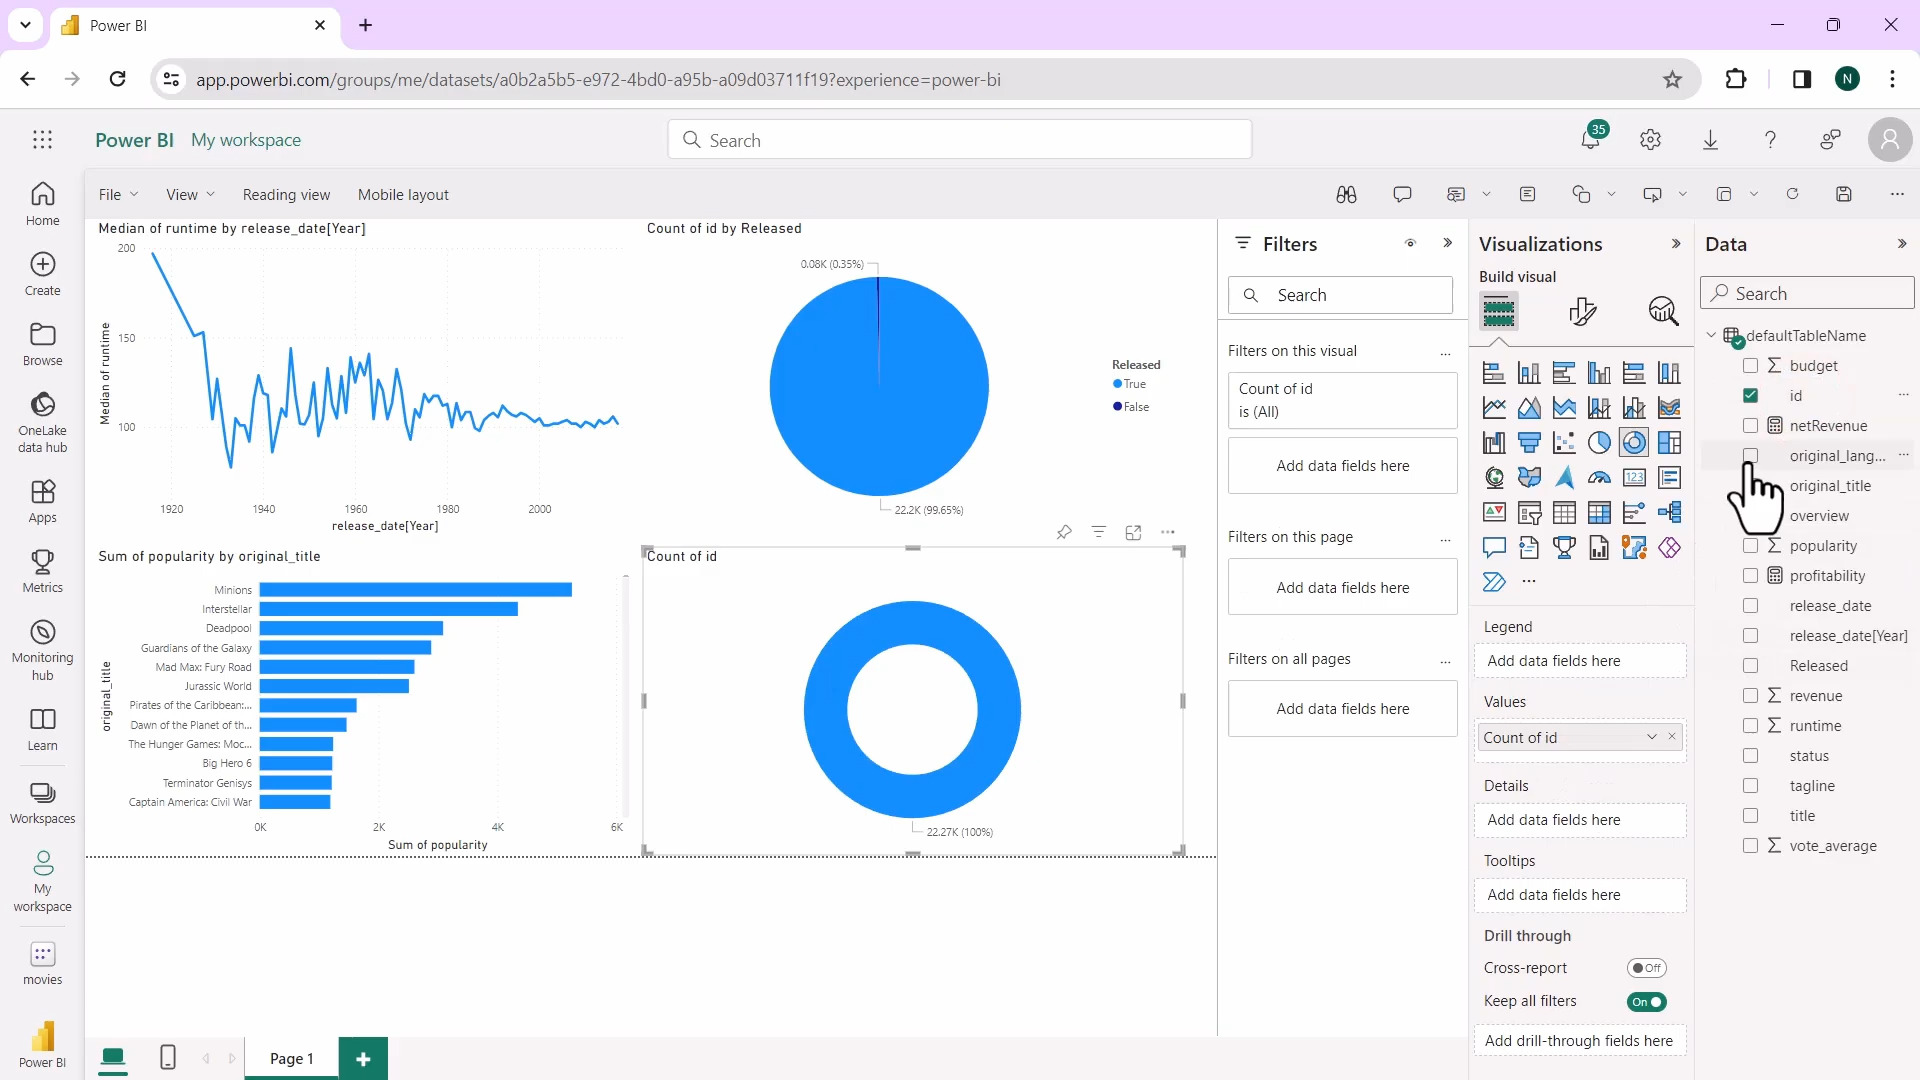 Power BI
app.powerbi.com/groups/me/datasets/a0b2a5b5-e972-4bd0-a95b-a09d03711f19?experience=power-bi
N
Power BI My workspace
Search
35
File View Reading view Mobile layout
Home
Create
Browse
OneLake
data hub
Apps
Metrics
Monitoring
hub
Learn
Workspaces
My
workspace
movies
Power BI
Median of runtime by release_date[Year]
200
150
100
Median of runtime
1920 1940 1960 1980 2000
release_date[Year]
Count of id by Released
0.08K (0.35%)
22.2K (99.65%)
Released
True
False
Sum of popularity by original_title
original_title
Minions
Interstellar
Deadpool
Guardians of the Galaxy
Mad Max: Fury Road
Jurassic World
Pirates of the Caribbean:...
Dawn of the Planet of th...
The Hunger Games: Moc...
Big Hero 6
Terminator Genisys
Captain America: Civil War
0K 2K 4K 6K
Sum of popularity
Count of id
22.27K (100%)
Page 1
Filters
Search
Filters on this visual
Count of id
is (All)
Add data fields here
Filters on this page
Add data fields here
Filters on all pages
Add data fields here
Visualizations
Build visual
123
Legend
Add data fields here
Values
Count of id
Details
Add data fields here
Tooltips
Add data fields here
Drill through
Cross-report
Off
Keep all filters
On
Add drill-through fields here
Data
Search
defaultTableName
budget
id
netRevenue
original_lang...
original_title
overview
popularity
profitability
release_date
release_date[Year]
Released
revenue
runtime
status
tagline
title
vote_average